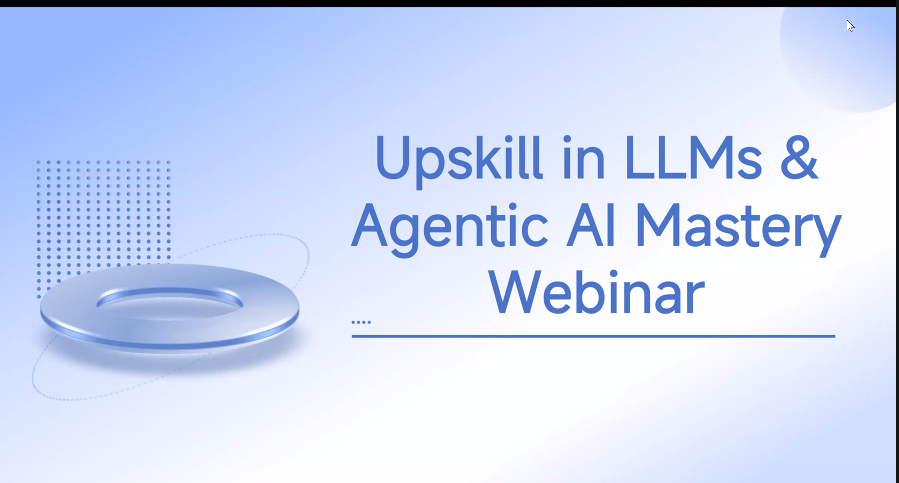 Upskill in LLMs &
Agentic AI Mastery
Webinar